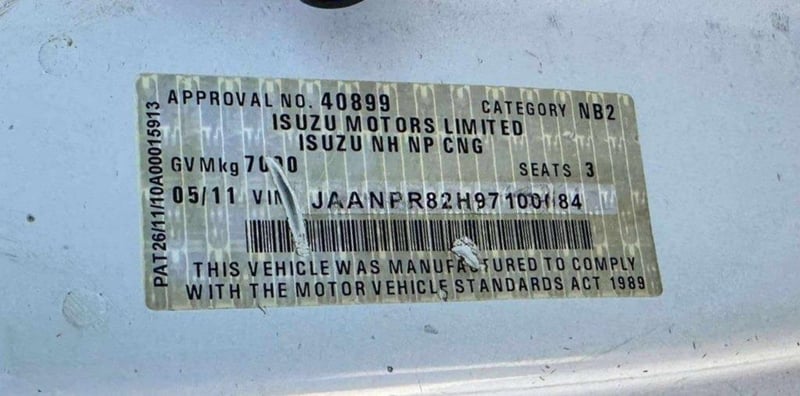 APPROVAL NO. 40899 CATEGORY NB2
ISUZU MOTORS LIMITED
ISUZU NH NP CNG
GVMkg SEATS 3
05/11 VIN
THIS VEHICLE WAS MANUFACTURED TO COMPLY
WITH THE MOTOR VEHICLE STANDARDS ACT 1989
PAT26/11/10A00015913